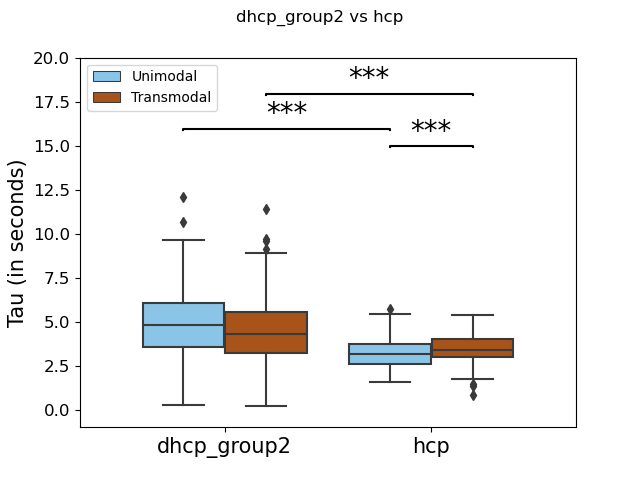 dhcp_group2 vs hcp
20.0
17.5
15.0
12.5
10.0
7.5
5.0
2.5
0.0
Tau (in seconds)
Unimodal
Transmodal
***
***
***
dhcp_group2
hcp